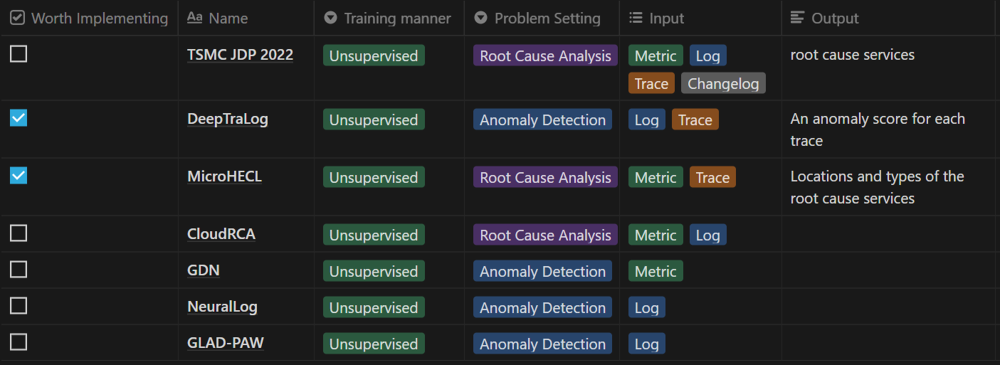 Worth Implementing Aa Name Training manner Problem Setting Input Output
TSMC JDP 2022 Unsupervised Root Cause Analysis Metric Log root cause services
Trace Changelog
DeepTraLog Unsupervised Anomaly Detection Log Trace An anomaly score for each
trace
MicroHECL Unsupervised Root Cause Analysis Metric Trace Locations and types of the
root cause services
CloudRCA Unsupervised Root Cause Analysis Metric Log
GDN Unsupervised Anomaly Detection Metric
NeuralLog Unsupervised Anomaly Detection Log
GLAD-PAW Unsupervised Anomaly Detection Log